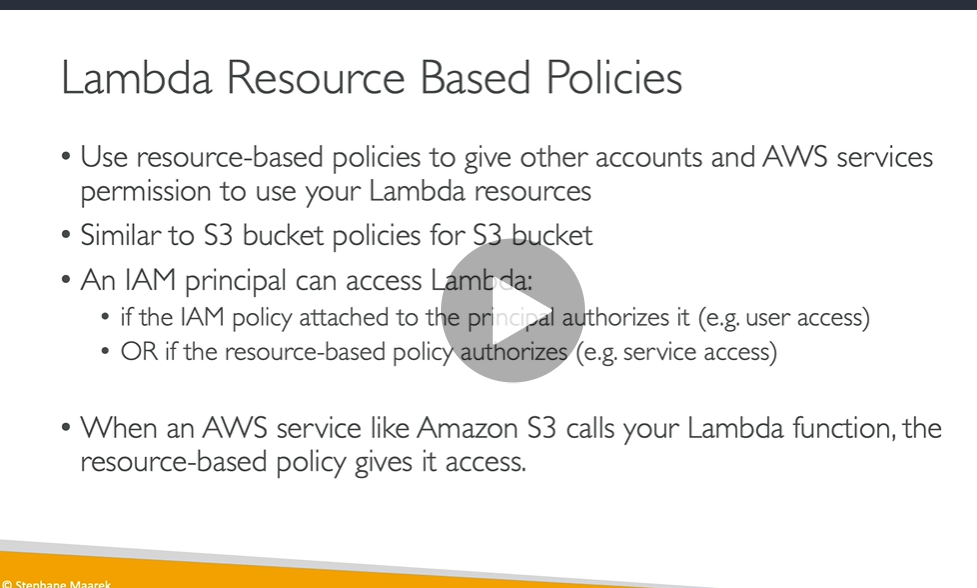 Lambda Resource Based Policies
• Use resource-based policies to give other accounts and AWS services
permission to use your Lambda resources
• Similar to S3 bucket policies for S3 bucket
• An IAM principal can access Lambda:
• if the IAM policy attached to the principal authorizes it (e.g. user access)
• OR if the resource-based policy authorizes (e.g. service access)
• When an AWS service like Amazon S3 calls your Lambda function, the
resource-based policy gives it access.
© Stephane Maarek